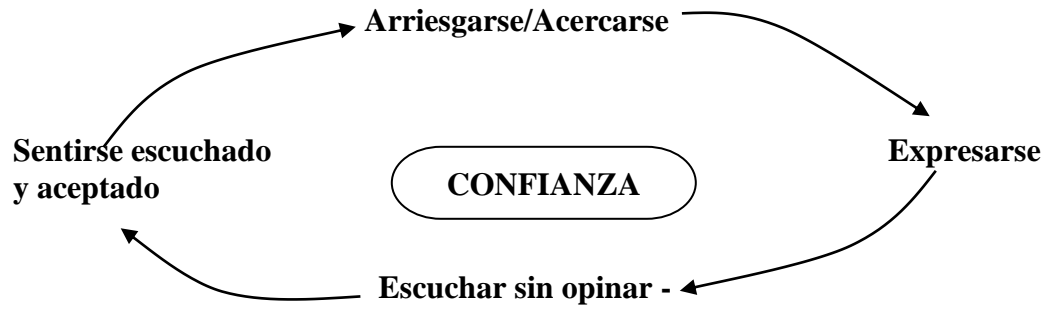 Arriesgarse/Acercarse
Sentirse escuchado
y aceptado
Expresarse
CONFIANZA
Escuchar sin opinar -